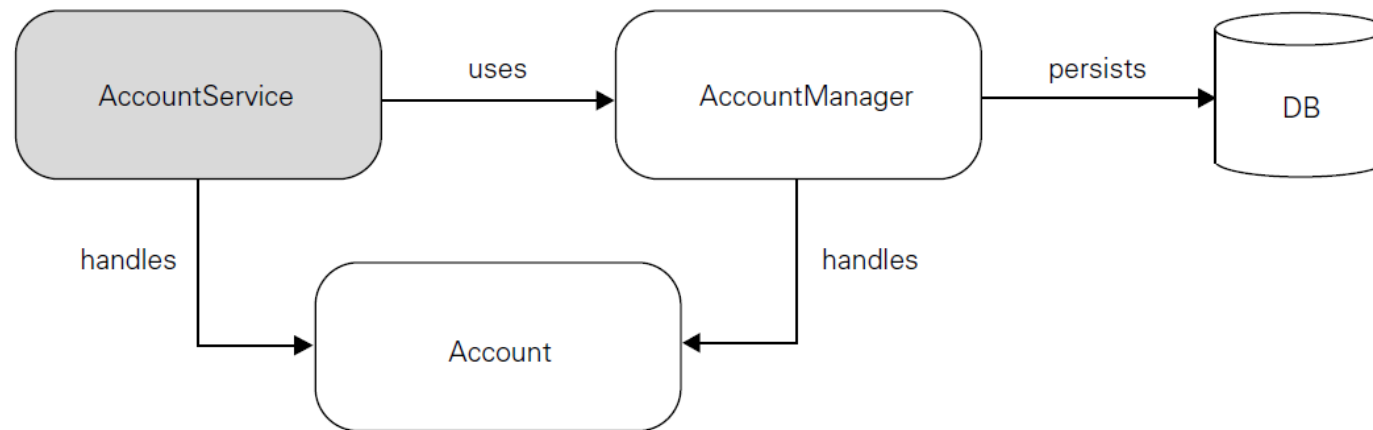 uses
persists
AccountService
AccountManager
DB
handles
handles
Account